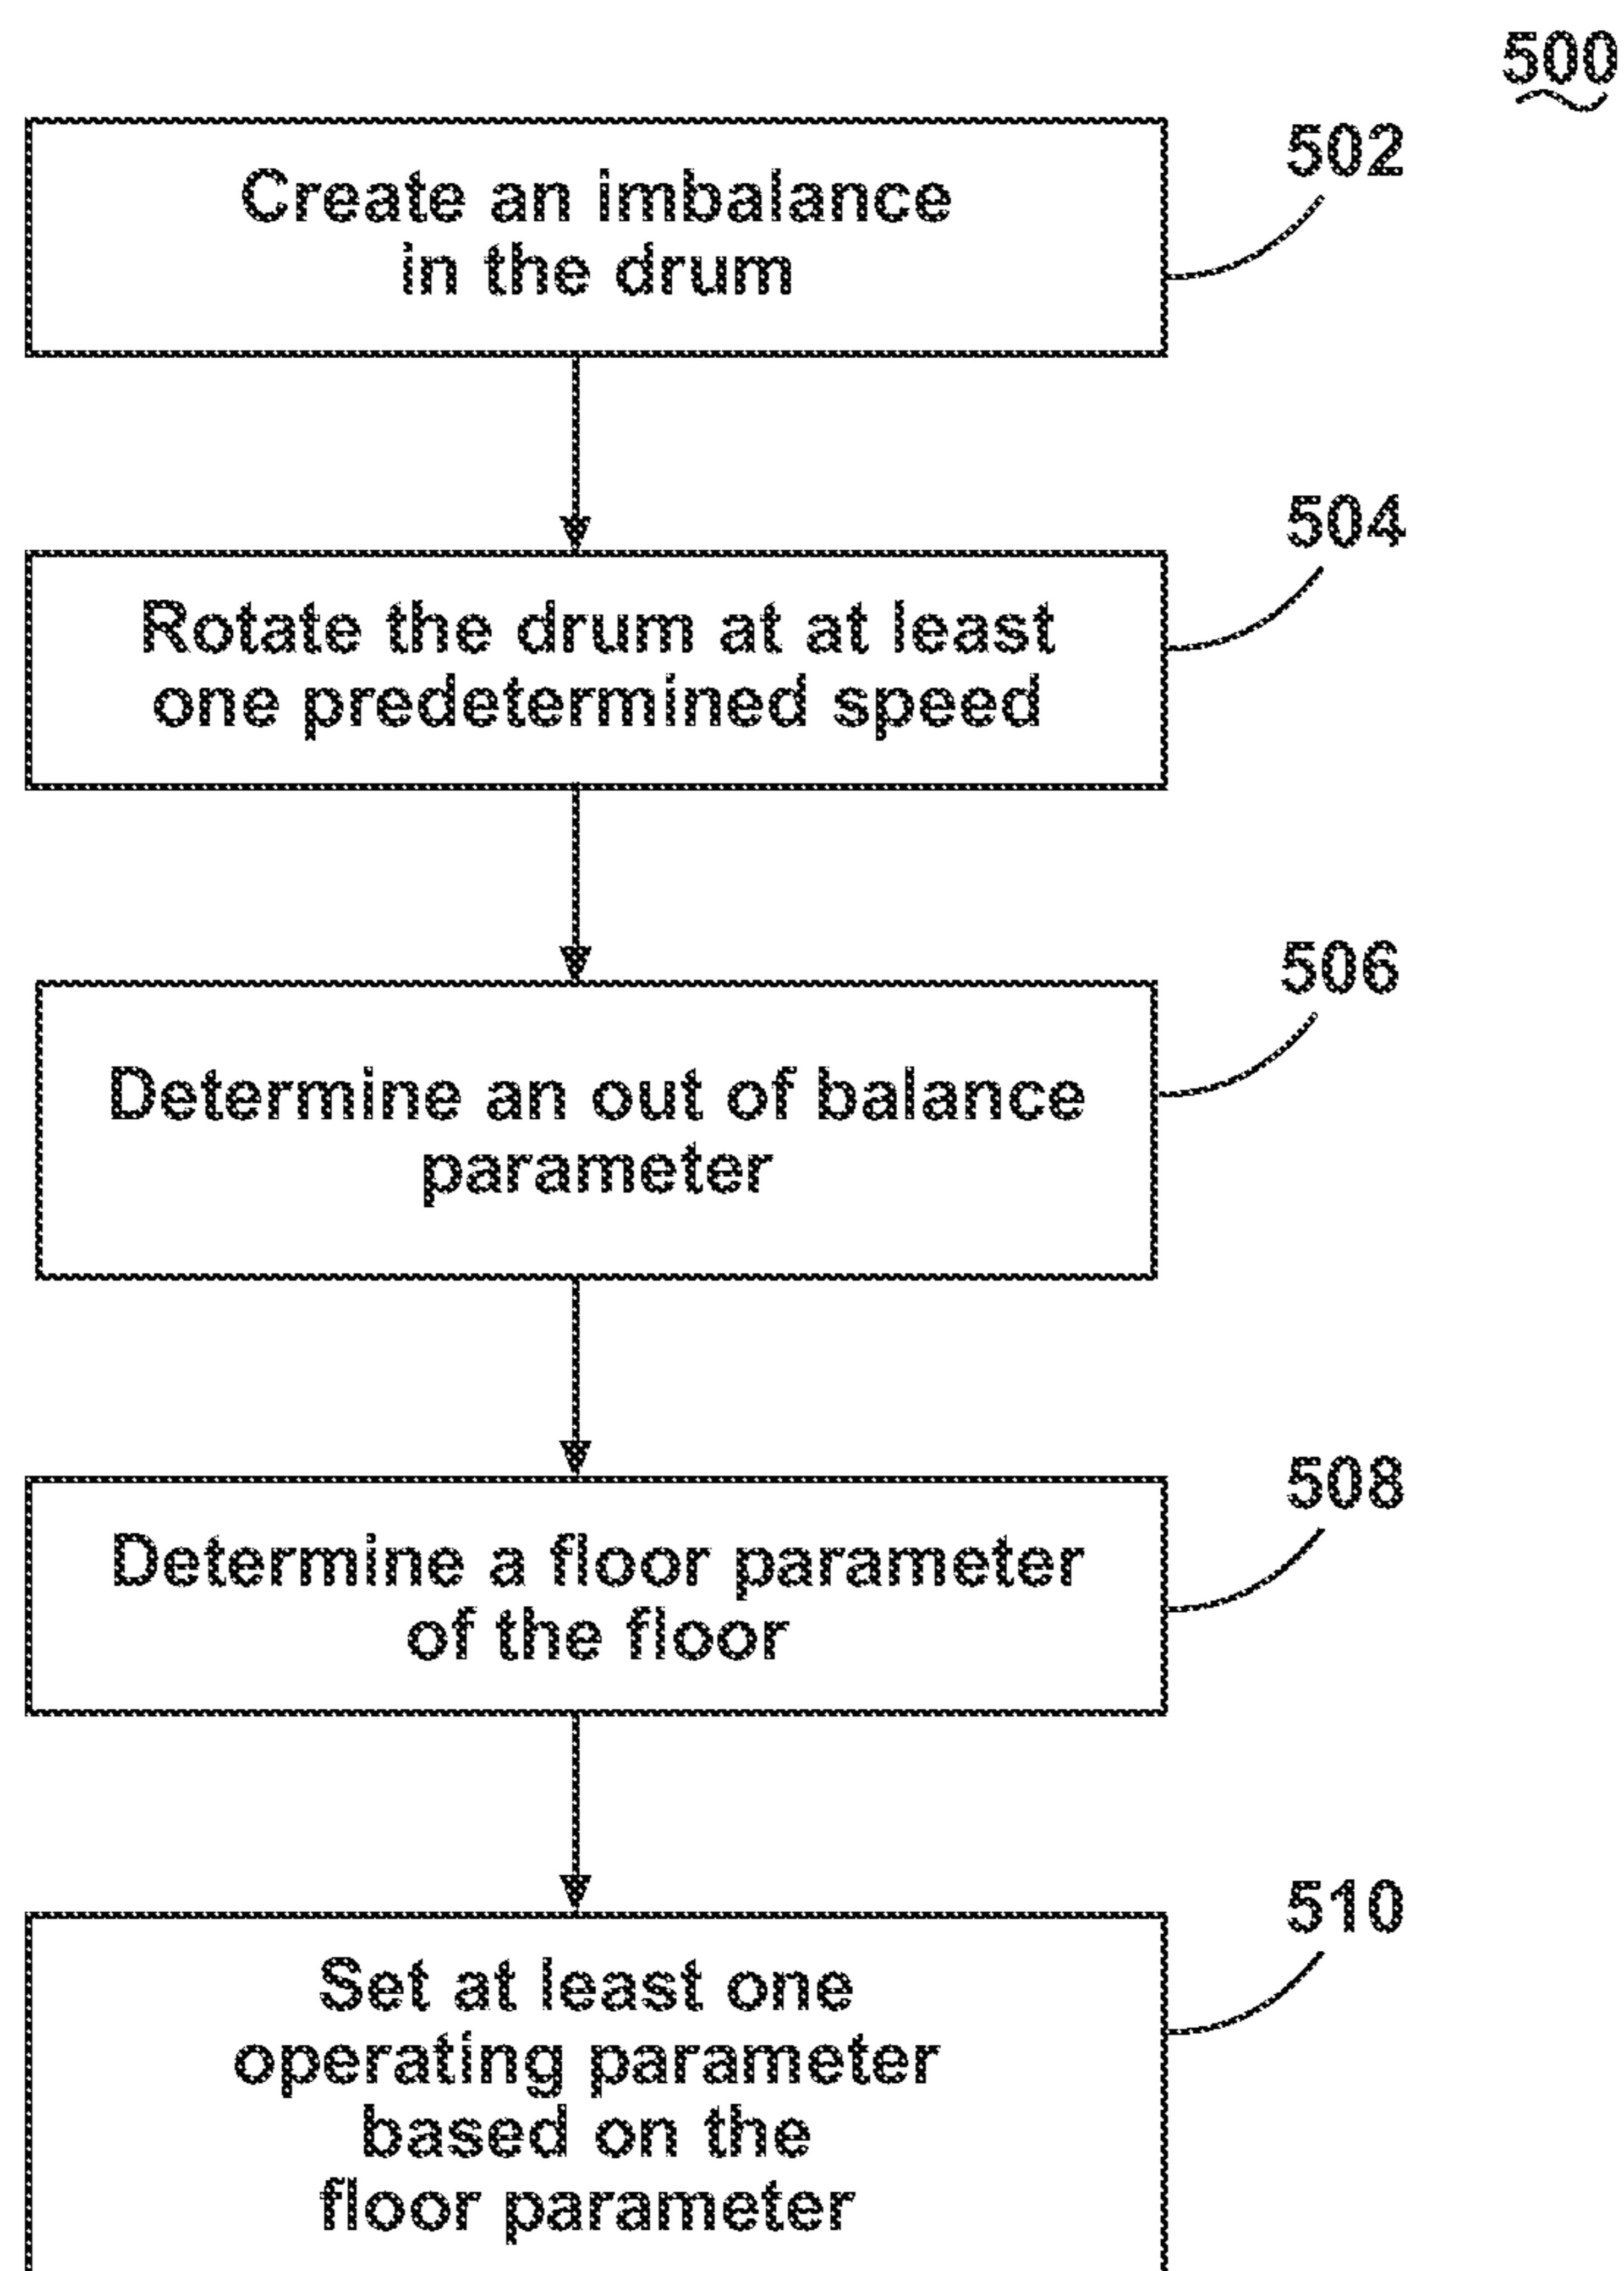 500
502
Create an imbalance
in the drum
504
Rotate the drum at at least
one predetermined speed
506
Determine an out of balance
parameter
508
Determine a floor parameter
of the floor
510
Set at least one
operating parameter
based on the
floor parameter